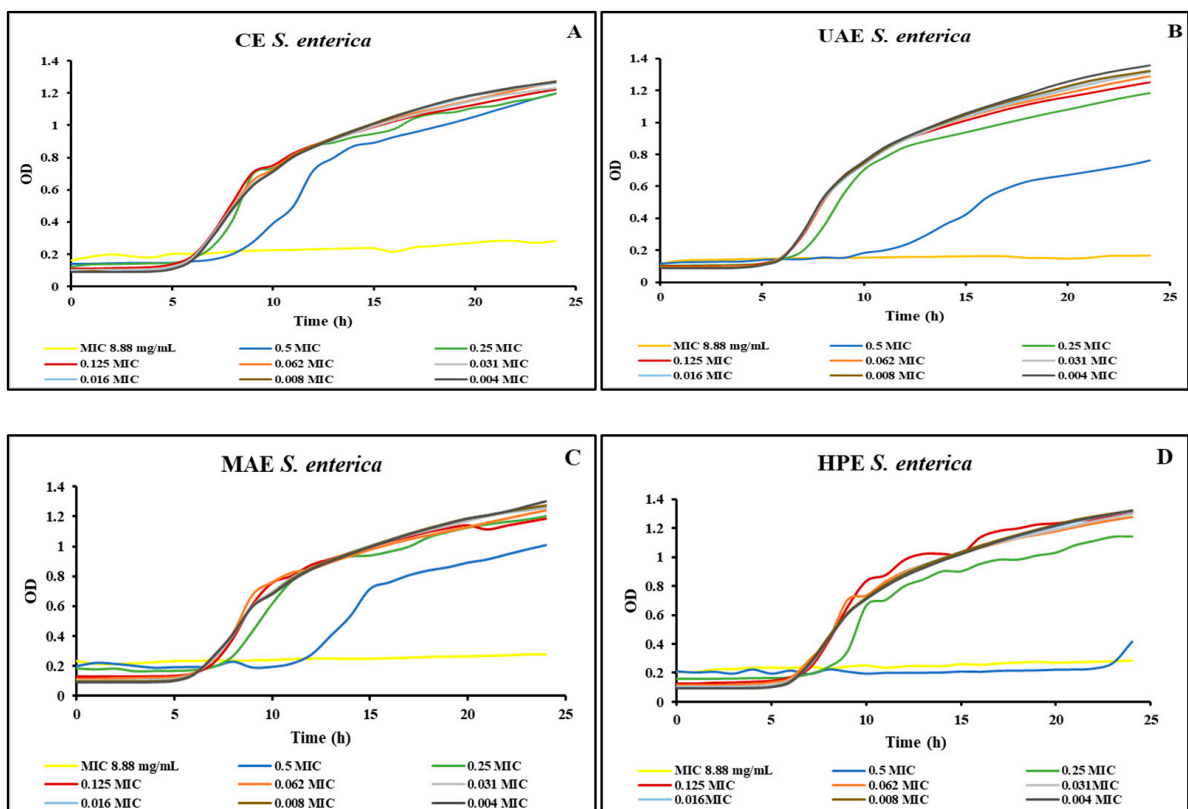 CE S. enterica
A
1.4
1.2
1
0.8
0.6
0.4
0.2
0
OD
0 5 10 15 20 25
Time (h)
MIC 8.88 mg/mL 0.5 MIC 0.25 MIC
0.125 MIC 0.062 MIC 0.031 MIC
0.016 MIC 0.008 MIC 0.004 MIC
UAE S. enterica
B
1.4
1.2
1
0.8
0.6
0.4
0.2
0
OD
0 5 10 15 20 25
Time (h)
MIC 8.88 mg/mL 0.5 MIC 0.25 MIC
0.125 MIC 0.062 MIC 0.031 MIC
0.016 MIC 0.008 MIC 0.004 MIC
MAE S. enterica
C
1.4
1.2
1
0.8
0.6
0.4
0.2
0
OD
0 5 10 15 20 25
Time (h)
MIC 8.88 mg/mL 0.5 MIC 0.25 MIC
0.125 MIC 0.062 MIC 0.031 MIC
0.016 MIC 0.008 MIC 0.004 MIC
HPE S. enterica
D
1.4
1.2
1
0.8
0.6
0.4
0.2
0
OD
0 5 10 15 20 25
Time (h)
MIC 8.88 mg/mL 0.5 MIC 0.25 MIC
0.125 MIC 0.062 MIC 0.031MIC
0.016MIC 0.008 MIC 0.004 MIC